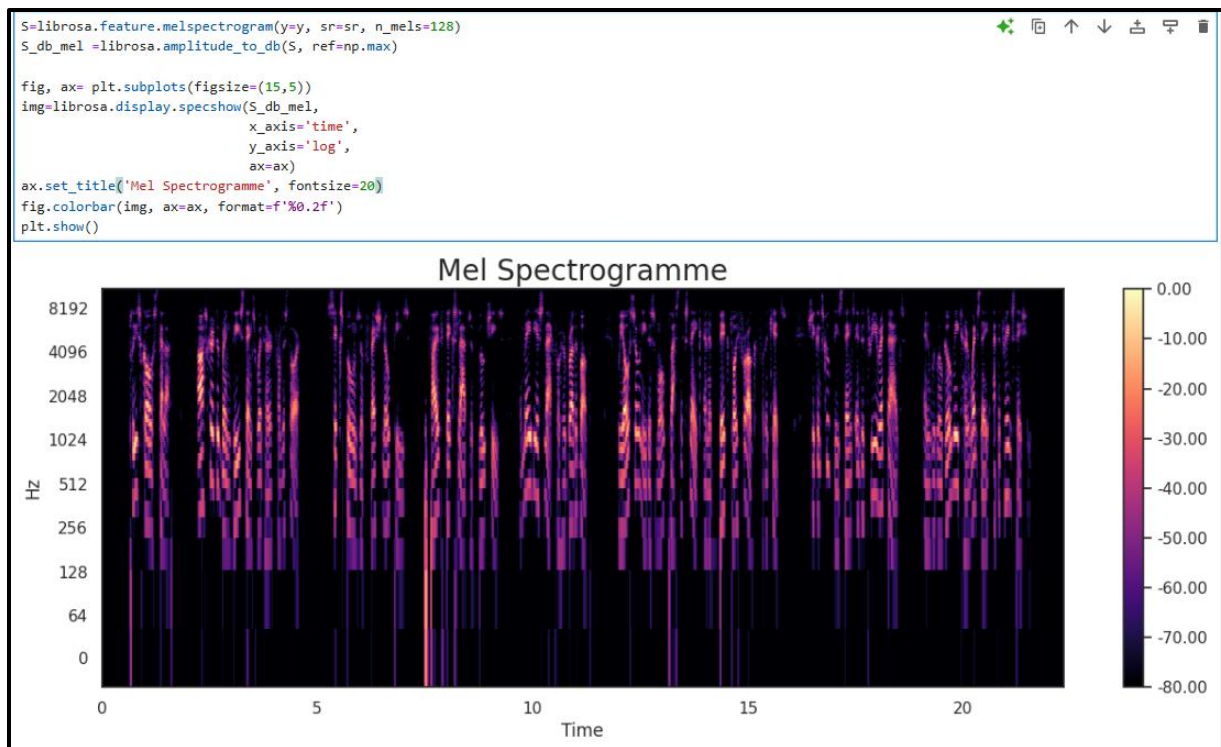 S=librosa.feature.melspectrogram(y=y, sr=sr, n_mels=128)
S_db_mel =librosa.amplitude_to_db(S, ref=np.max)
fig, ax= plt.subplots(figsize=(15,5))
img=librosa.display.specshow(S_db_mel,
x_axis='time',
y_axis='log',
ax=ax)
ax.set_title('Mel Spectrogramme', fontsize=20)
fig.colorbar(img, ax=ax, format=f'%0.2f')
plt.show()
Mel Spectrogramme
8192
4096
2048
1024
512
256
128
64
0
Hz
0 5 10 15 20
Time
0.00
-10.00
-20.00
-30.00
-40.00
-50.00
-60.00
-70.00
-80.00